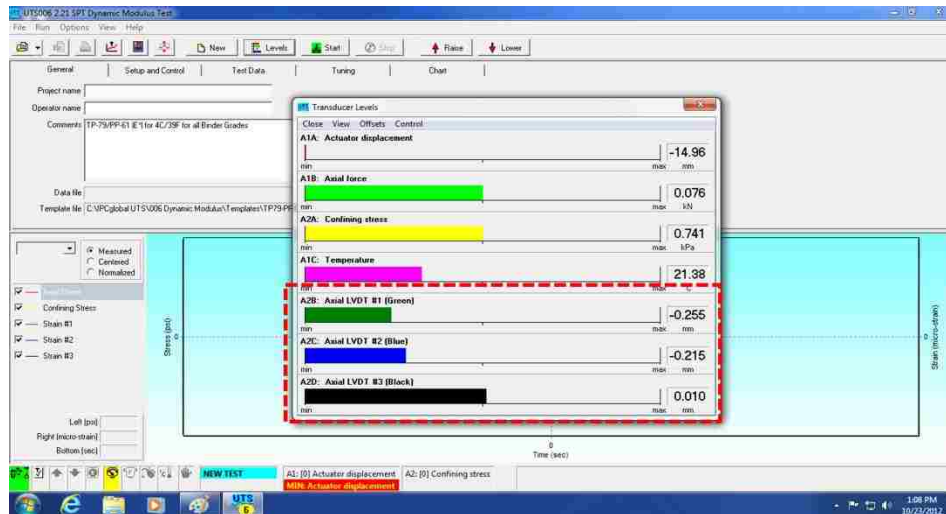 UTS006 2.21 SPT Dynamic Modulus Test
File Run Options View Help
New Levels Start Stop Raise Lower
General Setup and Control Test Data Tuning Chart
Project name
Operator name
Comments TP-79/PP-61 |E*| for 4C/39F for all Binder Grades
Data file
Template file C:\IPCglobal UTS\006 Dynamic Modulus\Templates\TP79-PP
Transducer Levels
Close View Offsets Control
A1A: Actuator displacement
-14.96
min max mm
A1B: Axial force
0.076
min max kN
A2A: Confining stress
0.741
min max kPa
A1C: Temperature
21.38
min max C
A2B: Axial LVDT #1 (Green)
-0.255
min max mm
A2C: Axial LVDT #2 (Blue)
-0.215
min max mm
A2D: Axial LVDT #3 (Black)
0.010
min max mm
Measured
Centered
Normalized
Axial Stress
Confining Stress
Strain #1
Strain #2
Strain #3
Stress (psi)
0
0
Strain (micro-strain)
Left (psi)
Right (micro-strain)
Bottom (sec)
0
Time (sec)
NEW TEST
A1: [0] Actuator displacement A2: [0] Confining stress
MIN: Actuator displacement
UTS
6
1:08 PM
10/23/2012